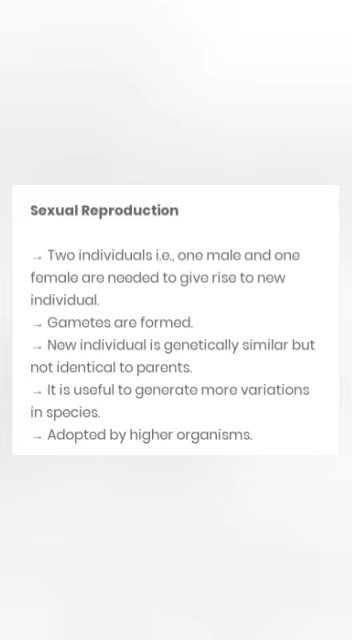 Sexual Reproduction
→ Two individuals i.e., one male and one
female are needed to give rise to new
individual.
→ Gametes are formed.
→ New individual is genetically similar but
not identical to parents.
→ It is useful to generate more variations
in species.
→ Adopted by higher organisms.